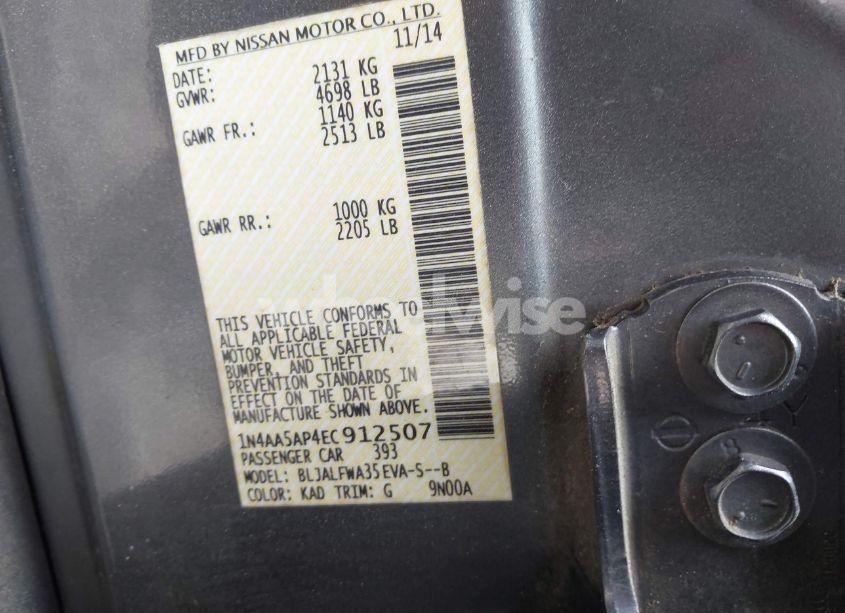 MFD BY NISSAN MOTOR CO., LTD.
DATE: 11/14
GVWR: 2131 KG
4698 LB
GAWR FR.: 1140 KG
2513 LB
GAWR RR.: 1000 KG
2205 LB
THIS VEHICLE CONFORMS TO
ALL APPLICABLE FEDERAL
MOTOR VEHICLE SAFETY,
BUMPER, AND THEFT
PREVENTION STANDARDS IN
EFFECT ON THE DATE OF
MANUFACTURE SHOWN ABOVE.
1N4AA5AP4EC912507
PASSENGER CAR 393
MODEL: BLJALFWA35EVA-S--B
COLOR: KAD TRIM: G 9N00A
4Y